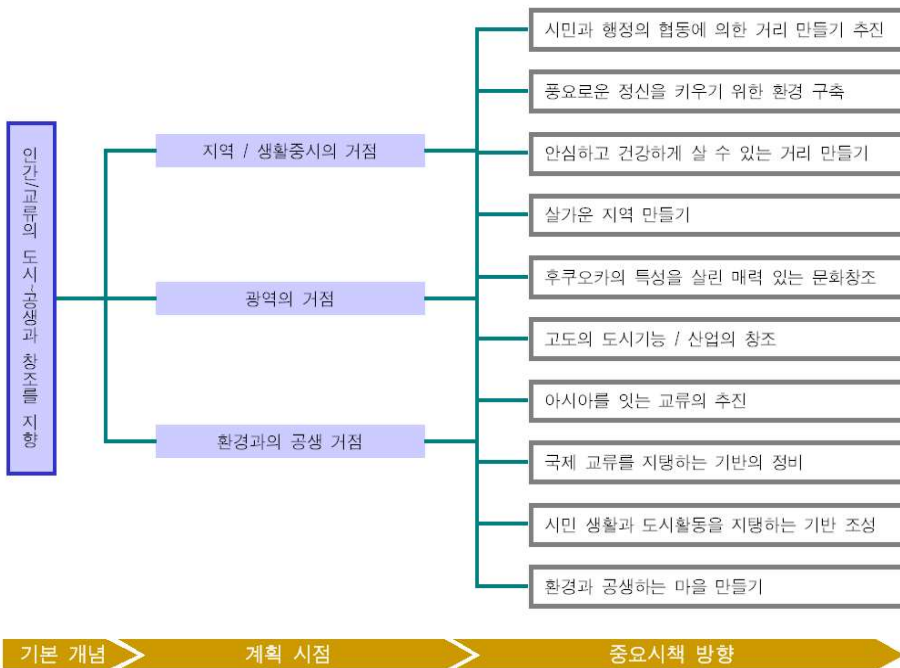 인간/교류의 도시~공생과 창조를 지향
지역 / 생활중시의 거점
광역의 거점
환경과의 공생 거점
시민과 행정의 협동에 의한 거리 만들기 추진
풍요로운 정신을 키우기 위한 환경 구축
안심하고 건강하게 살 수 있는 거리 만들기
살가운 지역 만들기
후쿠오카의 특성을 살린 매력 있는 문화창조
고도의 도시기능 / 산업의 창조
아시아를 잇는 교류의 추진
국제 교류를 지탱하는 기반의 정비
시민 생활과 도시활동을 지탱하는 기반 조성
환경과 공생하는 마을 만들기
기본 개념
계획 시점
중요시책 방향